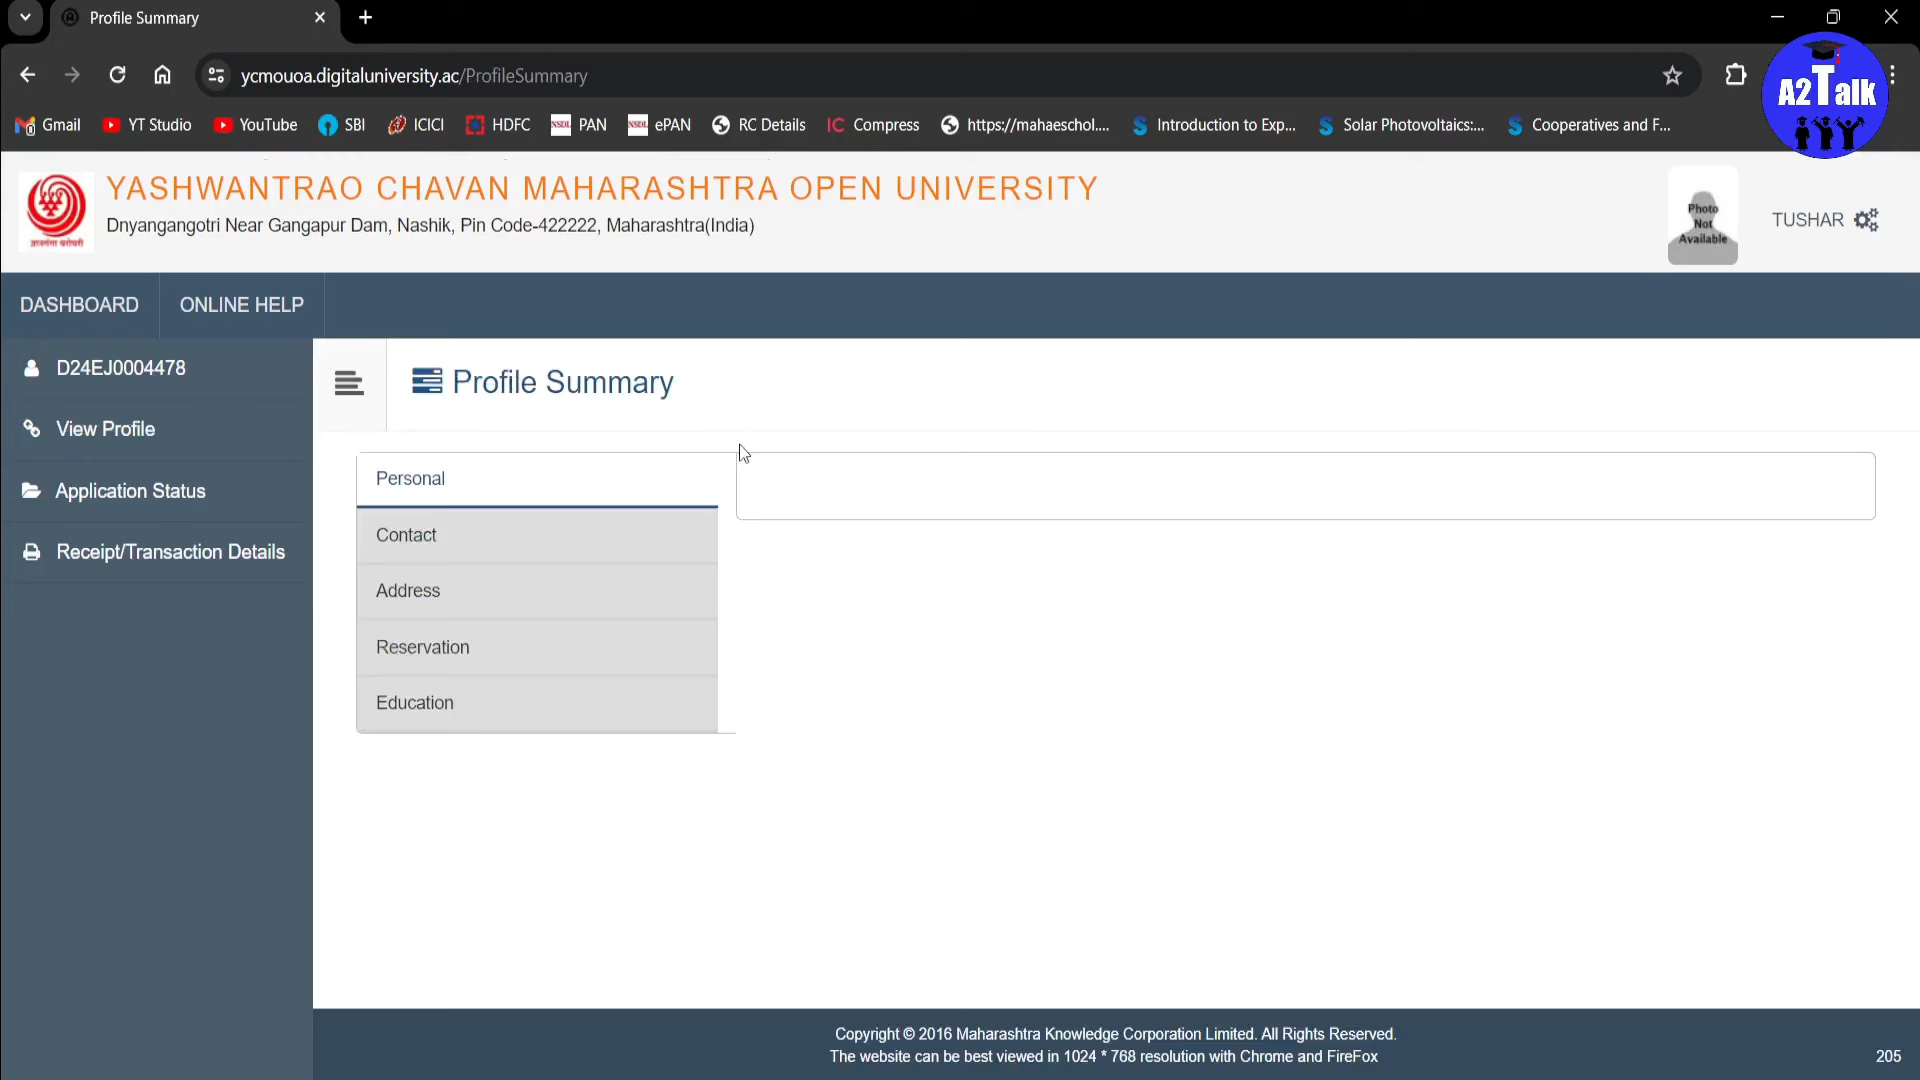 Profile Summary
ycmouoa.digitaluniversity.ac/ProfileSummary
Gmail YT Studio YouTube SBI ICICI HDFC NSDL PAN NSDL ePAN RC Details IC Compress https://mahaeschol.... Introduction to Exp... Solar Photovoltaics:... Cooperatives and F...
A2Talk
YASHWANTRAO CHAVAN MAHARASHTRA OPEN UNIVERSITY
Dnyangangotri Near Gangapur Dam, Nashik, Pin Code-422222, Maharashtra(India)
Photo
Not
Available
TUSHAR
DASHBOARD ONLINE HELP
D24EJ0004478
View Profile
Application Status
Receipt/Transaction Details
Profile Summary
Personal
Contact
Address
Reservation
Education
Copyright © 2016 Maharashtra Knowledge Corporation Limited. All Rights Reserved.
The website can be best viewed in 1024 * 768 resolution with Chrome and FireFox
205